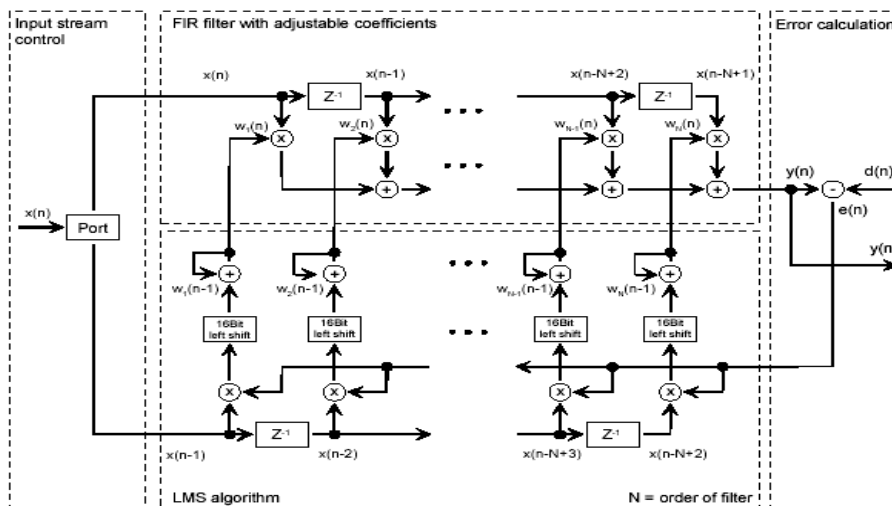 Input stream control
FIR filter with adjustable coefficients
Error calculation
x(n)
x(n-1)
x(n-N+2)
x(n-N+1)
Z⁻¹
Z⁻¹
w₁(n)
x
w₂(n)
x
wN-1(n)
x
wN(n)
x
+
+
+
y(n)
-
d(n)
e(n)
x(n)
Port
y(n
+
+
+
+
w₁(n-1)
w₂(n-1)
wN-1(n-1)
wN(n-1)
16Bit left shift
16Bit left shift
16Bit left shift
16Bit left shift
x
x
x
x
x(n-1)
Z⁻¹
x(n-2)
x(n-N+3)
Z⁻¹
x(n-N+2)
LMS algorithm
N = order of filter